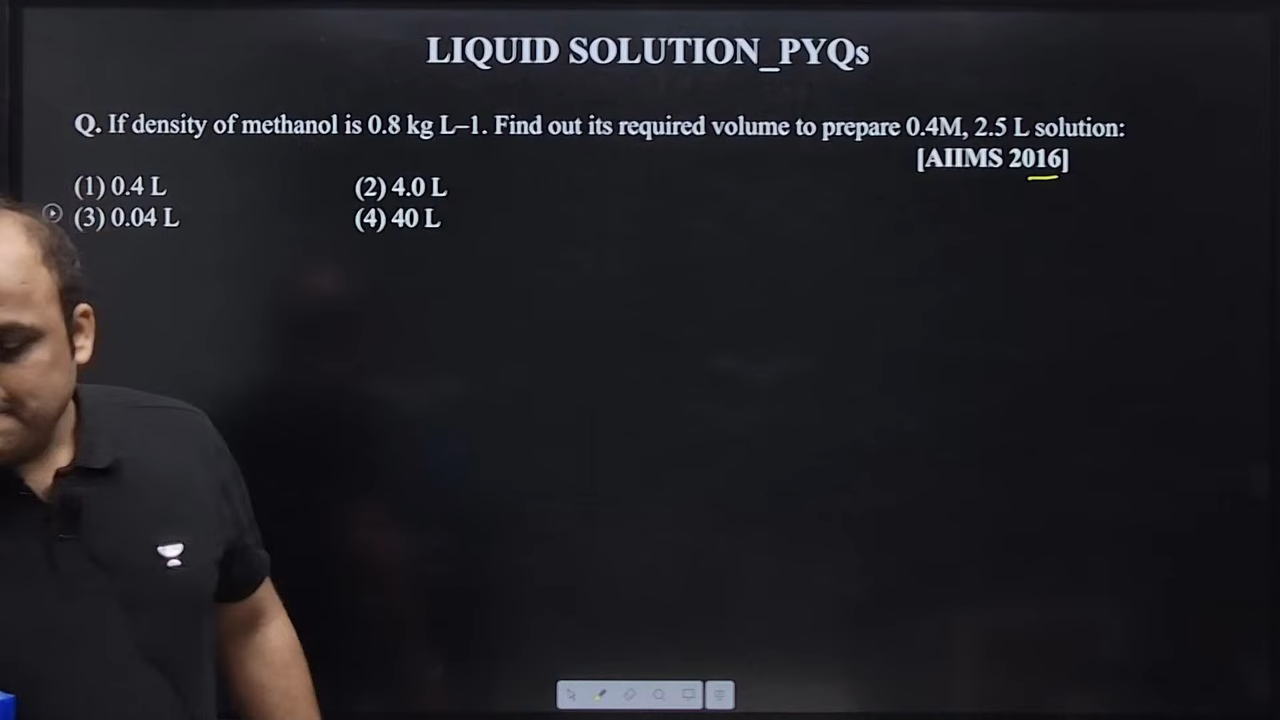 LIQUID SOLUTION_PYQs
Q. If density of methanol is 0.8 kg L–1. Find out its required volume to prepare 0.4M, 2.5 L solution:
[AIIMS 2016]
(1) 0.4 L (2) 4.0 L
(3) 0.04 L (4) 40 L